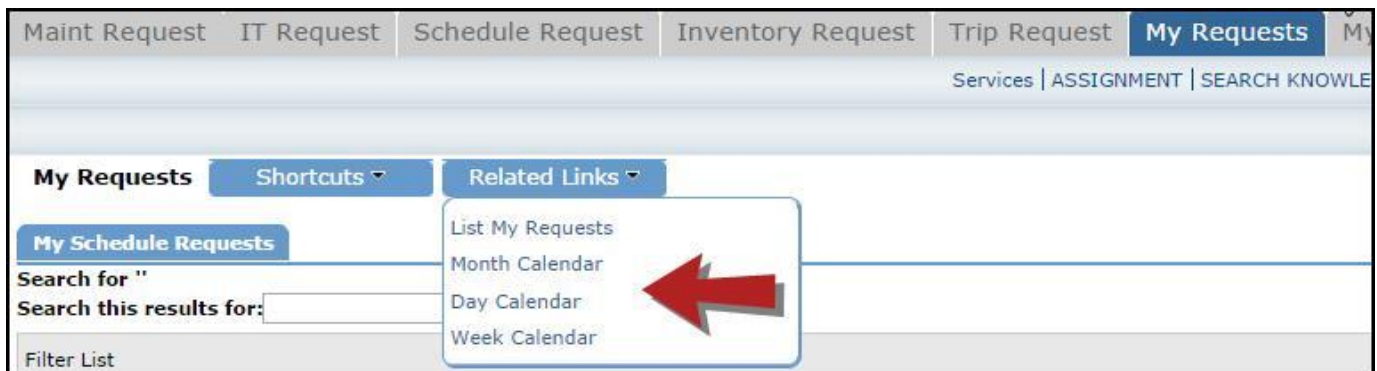 Maint Request IT Request Schedule Request Inventory Request Trip Request My Requests My
Services | ASSIGNMENT | SEARCH KNOWLE
My Requests Shortcuts Related Links
List My Requests
My Schedule Requests
Month Calendar
Search for ''
Search this results for:
Day Calendar
Week Calendar
Filter List